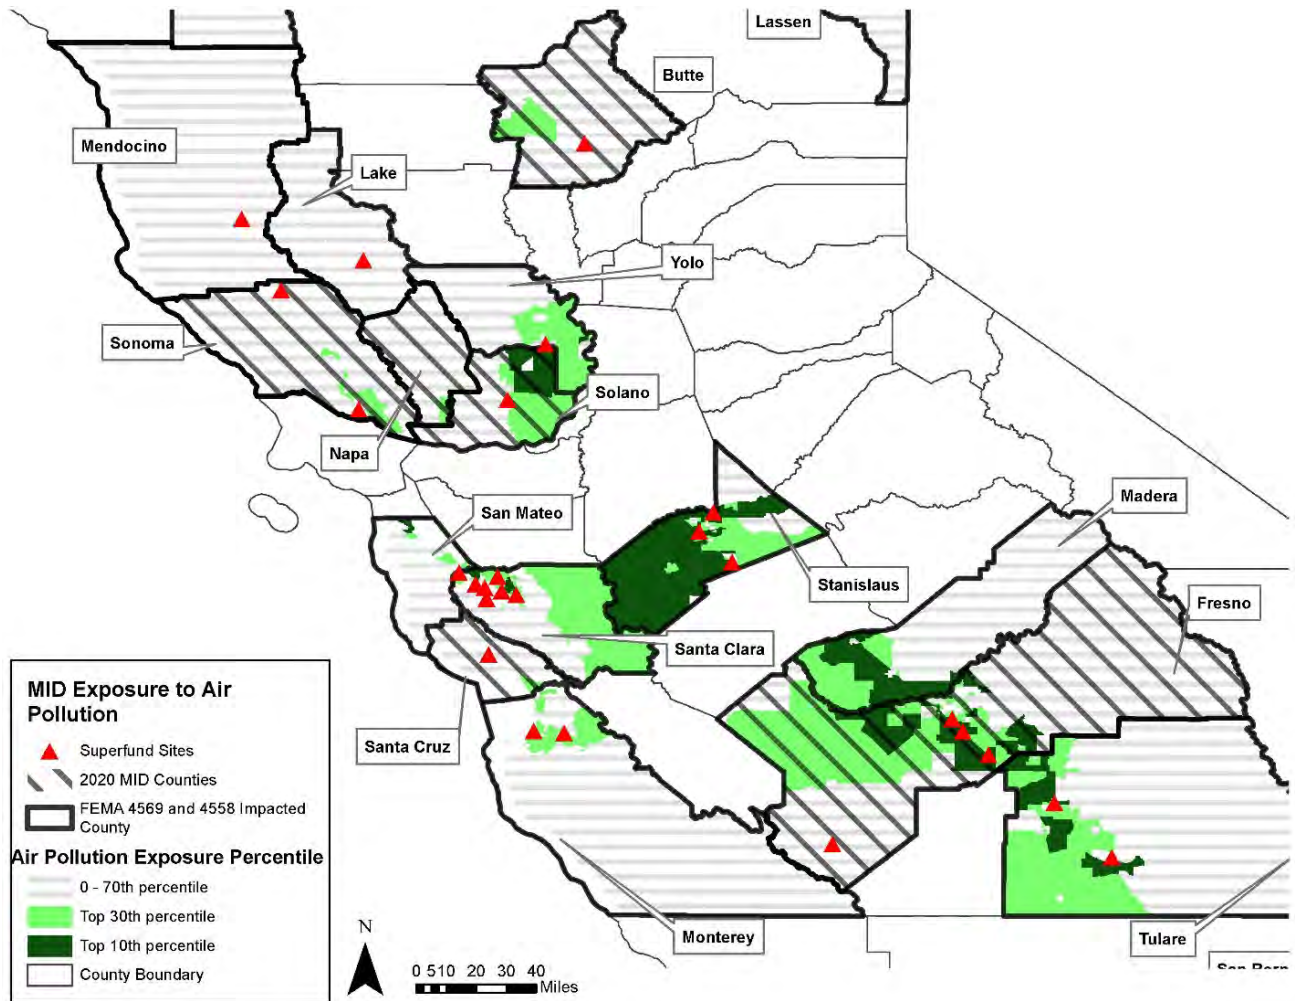 Lassen
Butte
Mendocino
Lake
Yolo
Sonoma
Solano
Napa
San Mateo
Madera
Stanislaus
Fresno
Santa Clara
Santa Cruz
Monterey
Tulare
MID Exposure to Air
Pollution
Superfund Sites
2020 MID Counties
FEMA 4569 and 4558 Impacted
County
Air Pollution Exposure Percentile
0 - 70th percentile
Top 30th percentile
Top 10th percentile
County Boundary
N
0 5 10 20 30 40
Miles